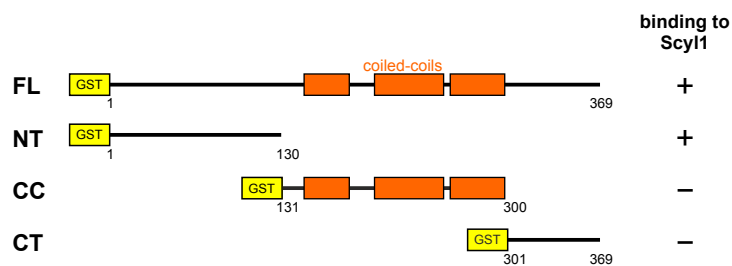 binding to
Scyl1
coiled-coils
FL GST +
1 369
NT GST +
1 130
CC GST –
131 300
CT GST –
301 369